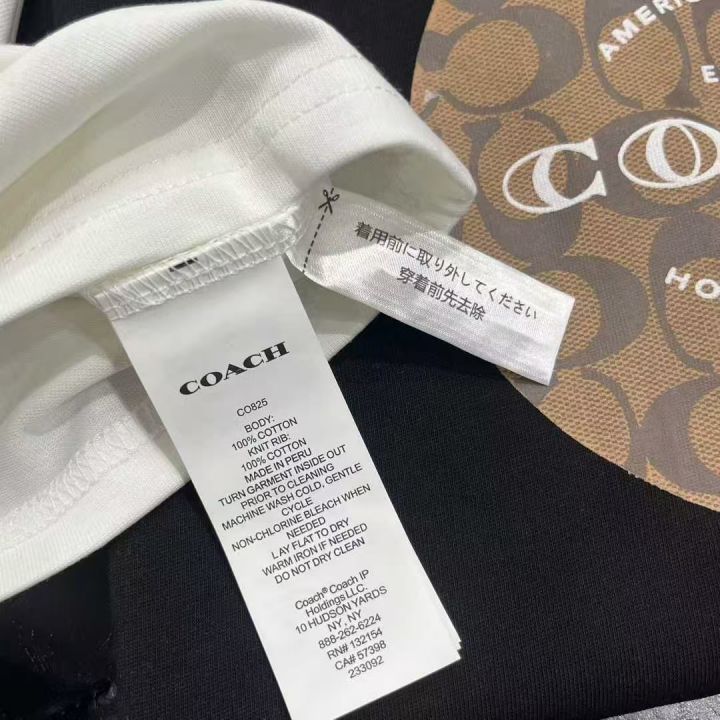 AMERIC
E
CO
HO
着用前に取り外してください
穿着前先去除
COACH
CO825
BODY:
100% COTTON
KNIT RIB:
100% COTTON
MADE IN PERU
TURN GARMENT INSIDE OUT
PRIOR TO CLEANING
MACHINE WASH COLD, GENTLE
CYCLE
NON-CHLORINE BLEACH WHEN
NEEDED
LAY FLAT TO DRY
WARM IRON IF NEEDED
DO NOT DRY CLEAN
Coach® Coach IP
Holdings LLC.
10 HUDSON YARDS
NY, NY
888-262-6224
RN# 132154
CA# 57398
233092